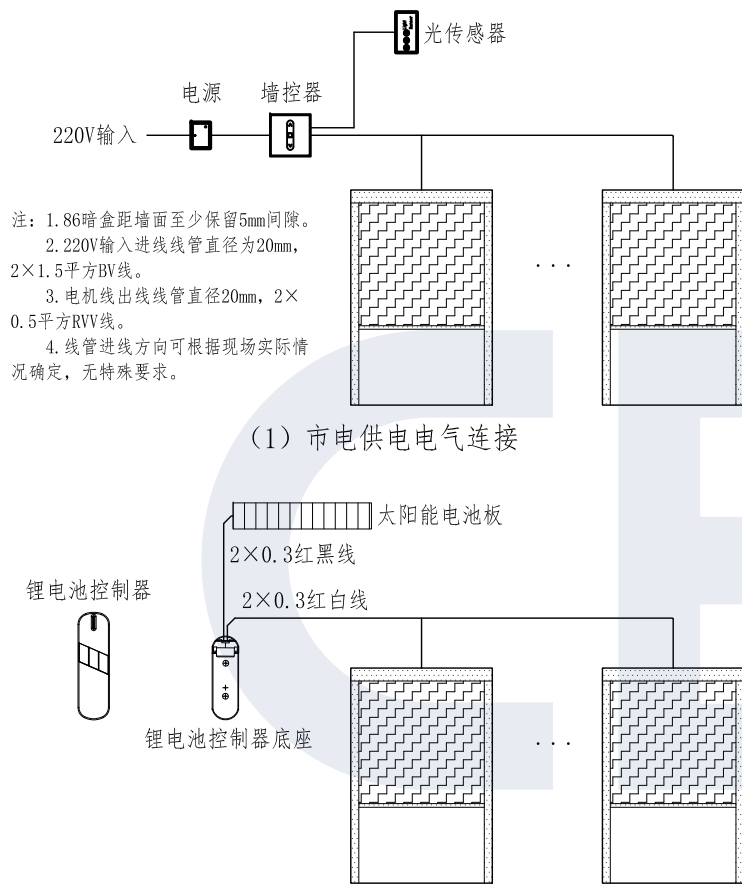 光传感器
电源
墙控器
220V输入
注：1.86暗盒距墙面至少保留5mm间隙。
2.220V输入进线线管直径为20mm，
2×1.5平方BV线。
3.电机线出线线管直径20mm，2×
0.5平方RVV线。
4.线管进线方向可根据现场实际情
况确定，无特殊要求。
...
（1）市电供电电气连接
太阳能电池板
2×0.3红黑线
锂电池控制器
2×0.3红白线
锂电池控制器底座
...